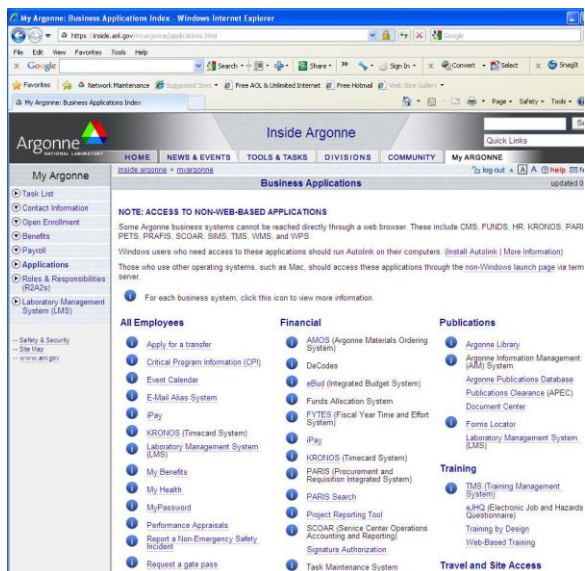 My Argonne: Business Applications Index - Windows Internet Explorer
https://inside.anl.gov/myargonne/applications.html
Google
File Edit View Favorites Tools Help
x Google Search Share >> Sign In x Convert Select x SnagIt
Favorites Network Maintenance Suggested Sites Free AOL & Unlimited Internet Free Hotmail Web Slice Gallery
My Argonne: Business Applications Index
Page Safety Tools
Argonne
NATIONAL LABORATORY
Inside Argonne
Quick Links
HOME NEWS & EVENTS TOOLS & TASKS DIVISIONS COMMUNITY My ARGONNE
My Argonne
inside argonne > myargonne
log out A A help
Business Applications
updated
Task List
Contact Information
Open Enrollment
Benefits
Payroll
Applications
Roles & Responsibilities
(R2A2s)
Laboratory Management
System (LMS)
-- Safety & Security
-- Site Map
-- www.anl.gov
NOTE: ACCESS TO NON-WEB-BASED APPLICATIONS
Some Argonne business systems cannot be reached directly through a web browser. These include CMS, FUNDS, HR, KRONOS, PARI
PETS, PRAFIS, SCOAR, SIMS, TMS, WMS, and WPS.
Windows users who need access to these applications should run Autolink on their computers. (Install Autolink | More Information)
Those who use other operating systems, such as Mac, should access these applications through the non-Windows launch page via term
server.
For each business system, click this icon to view more information.
All Employees
Apply for a transfer
Critical Program Information (CPI)
Event Calendar
E-Mail Alias System
iPay
KRONOS (Timecard System)
Laboratory Management System
(LMS)
My Benefits
My Health
MyPassword
Performance Appraisals
Report a Non-Emergency Safety
Incident
Request a gate pass
Financial
AMOS (Argonne Materials Ordering
System)
DeCodes
eBud (Integrated Budget System)
Funds Allocation System
FYTES (Fiscal Year Time and Effort
System)
iPay
KRONOS (Timecard System)
PARIS (Procurement and
Requisition Integrated System)
PARIS Search
Project Reporting Tool
SCOAR (Service Center Operations
Accounting and Reporting)
Signature Authorization
Task Maintenance System
Publications
Argonne Library
Argonne Information Management
(AIM) System
Argonne Publications Database
Publications Clearance (APEC)
Document Center
Forms Locator
Laboratory Management System
(LMS)
Training
TMS (Training Management
System)
eJHQ (Electronic Job and Hazards
Questionnaire)
Training by Design
Web-Based Training
Travel and Site Access